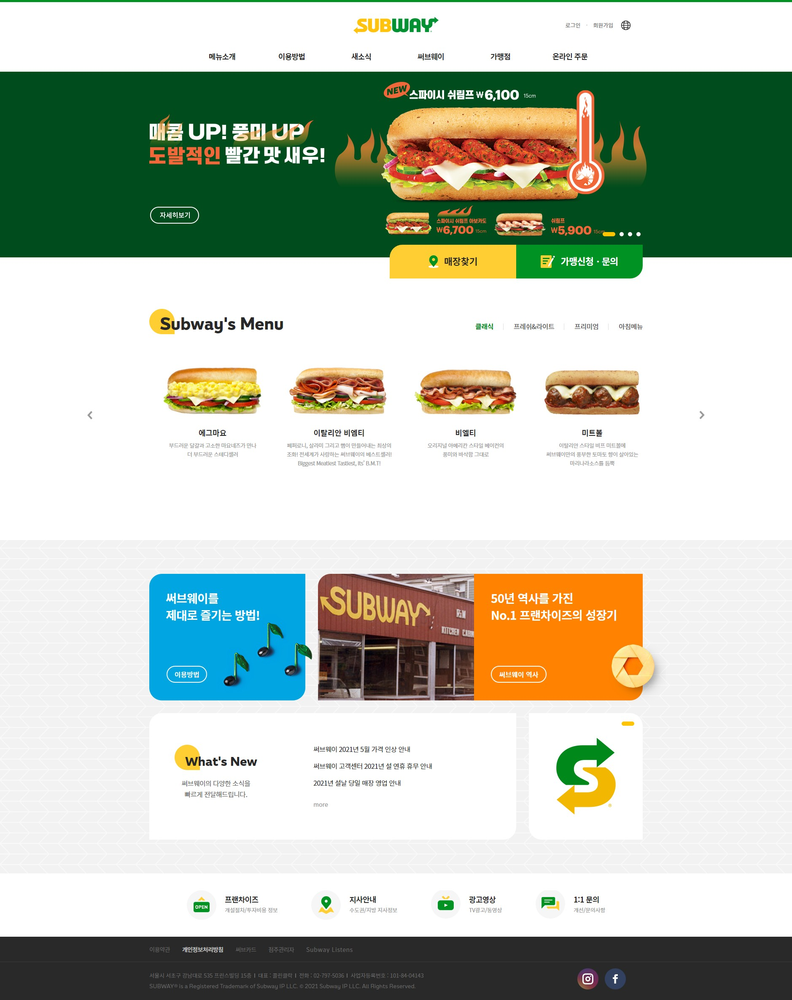 SUBWAY
로그인
회원가입
메뉴소개
이용방법
새소식
써브웨이
가맹점
온라인 주문
매콤 UP! 풍미 UP
도발적인 빨간 맛 새우!
자세히보기
NEW 스파이시 쉬림프 ₩6,100 15cm
스파이시 쉬림프 아보카도
₩6,700 15cm
쉬림프
₩5,900 15cm
매장찾기
가맹신청 · 문의
Subway's Menu
클래식
프레쉬&라이트
프리미엄
아침메뉴
에그마요
부드러운 달걀과 고소한 마요네즈가 만나
더 부드러운 스테디셀러
이탈리안 비엠티
페퍼로니, 살라미 그리고 햄이 만들어내는 최상의
조화! 전세계가 사랑하는 써브웨이의 베스트셀러!
Biggest Meatiest Tastiest, its' B.M.T!
비엘티
오리지널 아메리칸 스타일 베이컨의
풍미와 바삭함 그대로
미트볼
이탈리안 스타일 비프 미트볼에
써브웨이만의 풍부한 토마토 향이 살아있는
마리나라소스를 듬뿍
써브웨이를
제대로 즐기는 방법!
이용방법
SUBWAY
R&M
KITCHEN CABIN
50년 역사를 가진
No.1 프랜차이즈의 성장기
써브웨이 역사
What's New
써브웨이의 다양한 소식을
빠르게 전달해드립니다.
써브웨이 2021년 5월 가격 인상 안내
써브웨이 고객센터 2021년 설 연휴 휴무 안내
2021년 설날 당일 매장 영업 안내
more
OPEN
프랜차이즈
개설절차/투자비용 정보
지사안내
수도권/지방 지사정보
광고영상
TV광고/동영상
1:1 문의
개선/문의사항
이용약관
개인정보처리방침
써브카드
점주관리자
Subway Listens
서울시 서초구 강남대로 535 프린스빌딩 15층 | 대표 : 콜린클락 | 전화 : 02-797-5036 | 사업자등록번호 : 101-84-04143
SUBWAY® is a Registered Trademark of Subway IP LLC. © 2021 Subway IP LLC. All Rights Reserved.